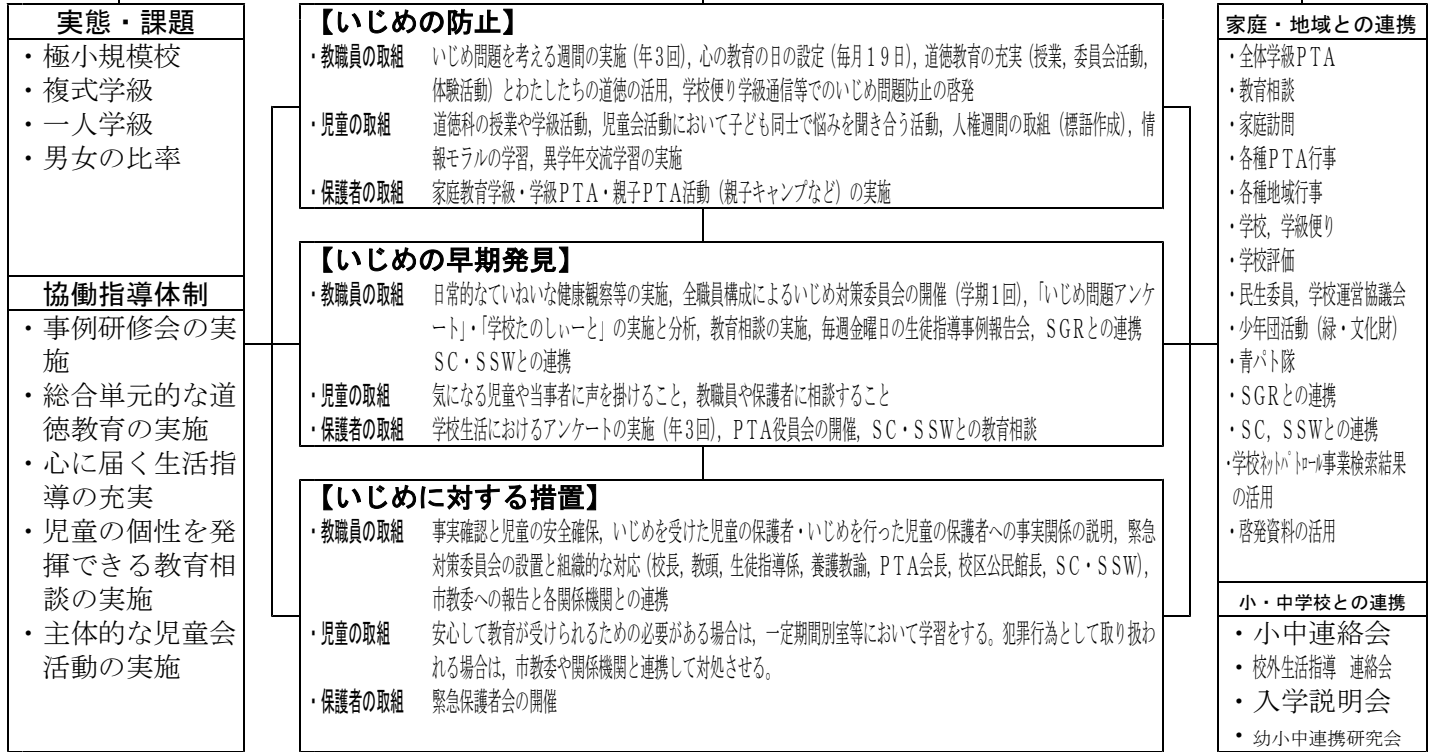 実態・課題
・極小規模校
・複式学級
・一人学級
・男女の比率
協働指導体制
・事例研修会の実
施
・総合単元的な道
徳教育の実施
・心に届く生活指
導の充実
・児童の個性を発
揮できる教育相
談の実施
・主体的な児童会
活動の実施
【いじめの防止】
・教職員の取組 いじめ問題を考える週間の実施（年３回），心の教育の日の設定（毎月１９日），道徳教育の充実（授業，委員会活動，
体験活動）とわたしたちの道徳の活用，学校便り学級通信等でのいじめ問題防止の啓発
・児童の取組 道徳科の授業や学級活動，児童会活動において子ども同士で悩みを聞き合う活動，人権週間の取組（標語作成），情
報モラルの学習，異学年交流学習の実施
・保護者の取組 家庭教育学級・学級ＰＴＡ・親子ＰＴＡ活動（親子キャンプなど）の実施
【いじめの早期発見】
・教職員の取組 日常的なていねいな健康観察等の実施，全職員構成によるいじめ対策委員会の開催（学期１回），「いじめ問題アンケ
ート」・「学校たのしぃーと」の実施と分析，教育相談の実施，毎週金曜日の生徒指導事例報告会，ＳＧＲとの連携
ＳＣ・ＳＳＷとの連携
・児童の取組 気になる児童や当事者に声を掛けること，教職員や保護者に相談すること
・保護者の取組 学校生活におけるアンケートの実施（年３回），ＰＴＡ役員会の開催，ＳＣ・ＳＳＷとの教育相談
【いじめに対する措置】
・教職員の取組 事実確認と児童の安全確保，いじめを受けた児童の保護者・いじめを行った児童の保護者への事実関係の説明，緊急
対策委員会の設置と組織的な対応（校長，教頭，生徒指導係，養護教諭，ＰＴＡ会長，校区公民館長，ＳＣ・ＳＳＷ），
市教委への報告と各関係機関との連携
・児童の取組 安心して教育が受けられるための必要がある場合は，一定期間別室等において学習をする。犯罪行為として取り扱わ
れる場合は，市教委や関係機関と連携して対処させる。
・保護者の取組 緊急保護者会の開催
家庭・地域との連携
・全体学級ＰＴＡ
・教育相談
・家庭訪問
・各種ＰＴＡ行事
・各種地域行事
・学校，学級便り
・学校評価
・民生委員，学校運営協議会
・少年団活動（緑・文化財）
・青パト隊
・ＳＧＲとの連携
・ＳＣ，ＳＳＷとの連携
・学校ﾈｯﾄﾊﾟﾄﾛｰﾙ事業検索結果
の活用
・啓発資料の活用
小・中学校との連携
・小中連絡会
・校外生活指導 連絡会
・入学説明会
・幼小中連携研究会